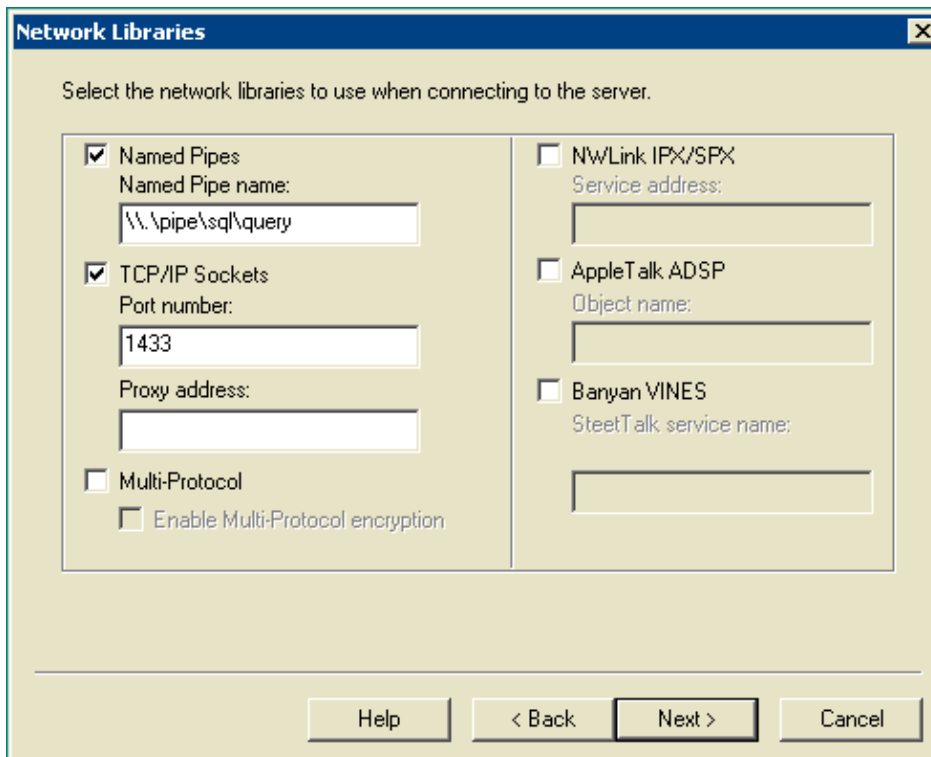 Network Libraries
Select the network libraries to use when connecting to the server.
Named Pipes
Named Pipe name:
\\.\pipe\sql\query
TCP/IP Sockets
Port number:
1433
Proxy address:
Multi-Protocol
Enable Multi-Protocol encryption
NWLink IPX/SPX
Service address:
AppleTalk ADSP
Object name:
Banyan VINES
SteetTalk service name:
Help
< Back
Next >
Cancel